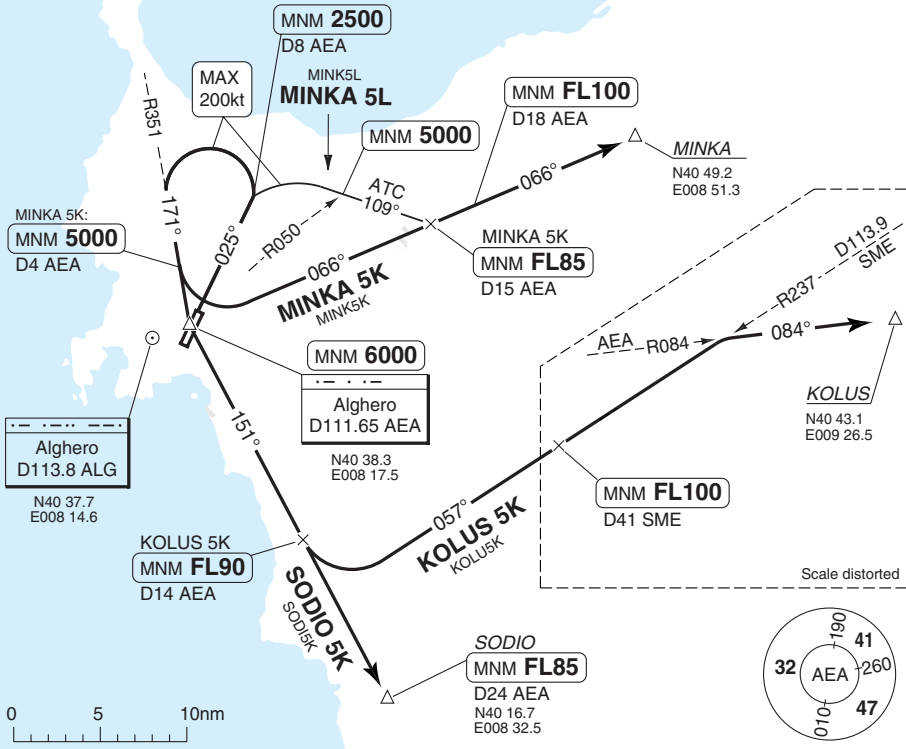 MNM 2500
D8 AEA
MAX
200kt
MINK5L
MINKA 5L
MNM FL100
D18 AEA
MNM 5000
MINKA
N40 49.2
E008 51.3
R351
171°
025°
R050
ATC
109°
066°
MINKA 5K:
MNM 5000
D4 AEA
066°
MINKA 5K
MINK5K
MINKA 5K
MNM FL85
D15 AEA
D113.9
SME
R237
AEA
R084
084°
KOLUS
N40 43.1
E009 26.5
MNM 6000
Alghero
D111.65 AEA
N40 38.3
E008 17.5
Alghero
D113.8 ALG
N40 37.7
E008 14.6
151°
057°
KOLUS 5K
KOLU5K
MNM FL100
D41 SME
KOLUS 5K
MNM FL90
D14 AEA
SODIO 5K
SODI5K
SODIO
MNM FL85
D24 AEA
N40 16.7
E008 32.5
Scale distorted
190
41
32
AEA
260
010
47
0 5 10nm